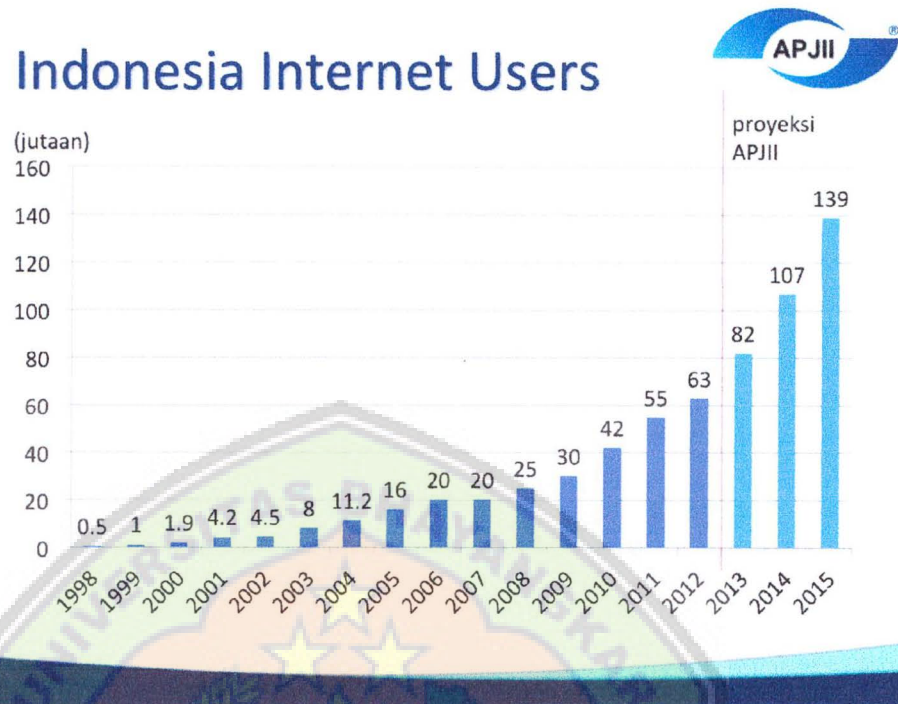 APJII ®
Indonesia Internet Users
(jutaan)
proyeksi
APJII
160
140
120
100
80
60
40
20
0
0.5 1 1.9 4.2 4.5 8 11.2 16 20 20 25 30 42 55 63 82 107 139
1998 1999 2000 2001 2002 2003 2004 2005 2006 2007 2008 2009 2010 2011 2012 2013 2014 2015
UNIVERSITAS BHAYANGKARA